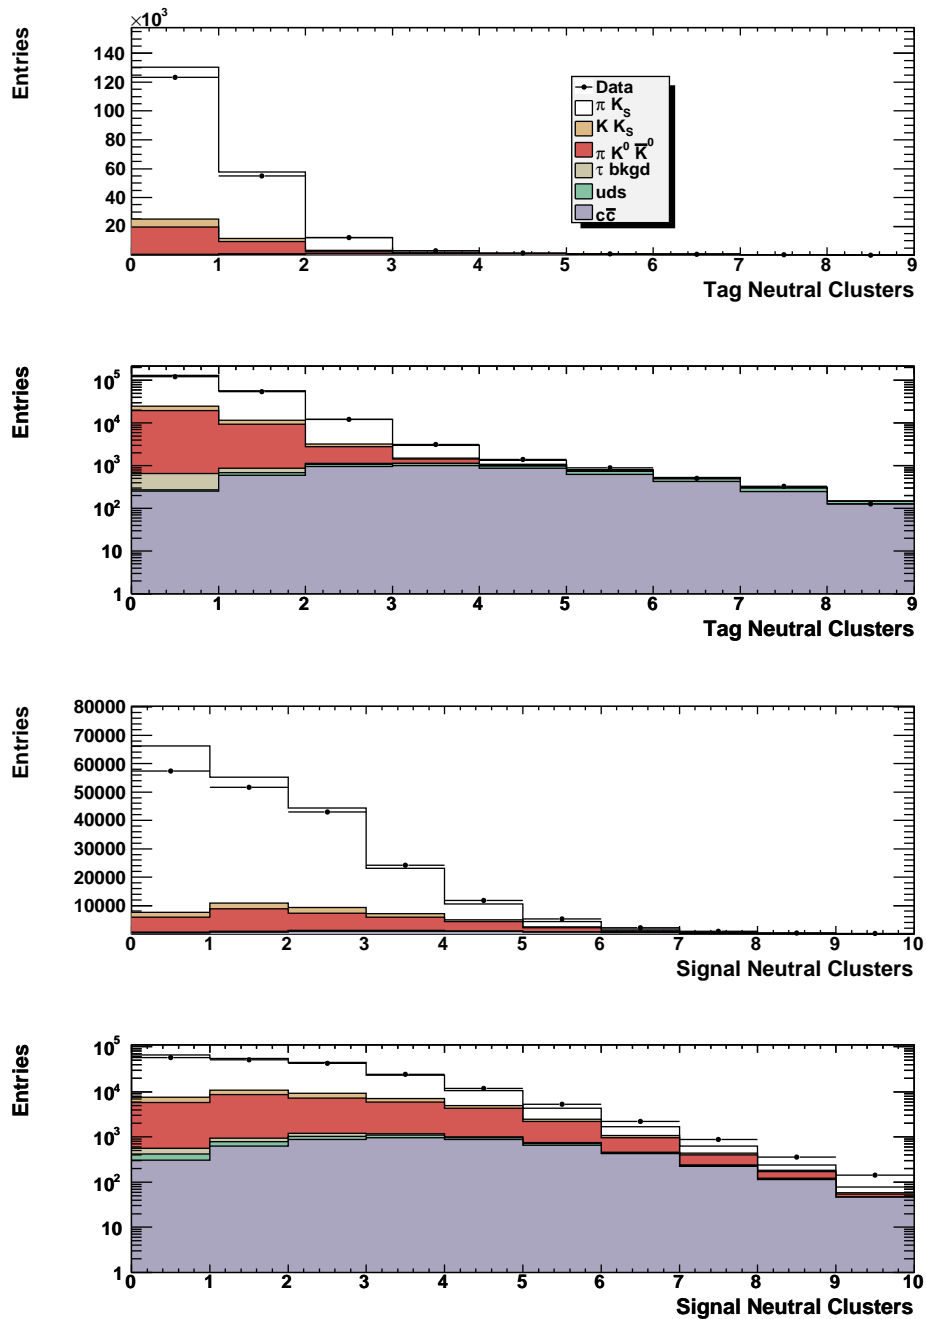 ×10³
Entries
140
120
100
80
60
40
20
Data
π K_S
K K_S
π K⁰ K̅⁰
τ bkgd
uds
cc̅
0 1 2 3 4 5 6 7 8 9
Tag Neutral Clusters
Entries
10⁵
10⁴
10³
10²
10
1
0 1 2 3 4 5 6 7 8 9
Tag Neutral Clusters
Entries
80000
70000
60000
50000
40000
30000
20000
10000
0 1 2 3 4 5 6 7 8 9 10
Signal Neutral Clusters
Entries
10⁵
10⁴
10³
10²
10
1
0 1 2 3 4 5 6 7 8 9 10
Signal Neutral Clusters